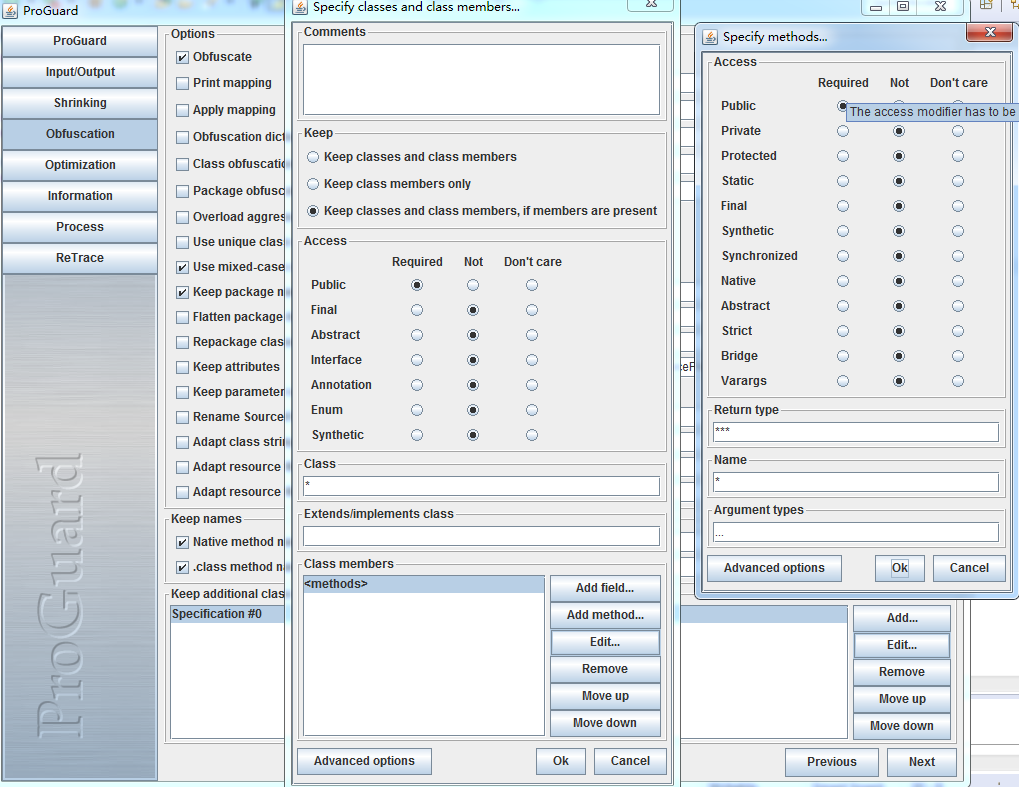 ProGuard
ProGuard
Input/Output
Shrinking
Obfuscation
Optimization
Information
Process
ReTrace
ProGuard
Options
Obfuscate
Print mapping
Apply mapping
Obfuscation dict
Class obfuscatio
Package obfusc
Overload aggres
Use unique clas
Use mixed-case
Keep package n
Flatten package
Repackage clas
Keep attributes
Keep parameter
Rename Source
Adapt class strin
Adapt resource
Adapt resource
Keep names
Native method n
.class method na
Keep additional clas
Specification #0
Add...
Edit...
Remove
Move up
Move down
Previous
Next
Specify classes and class members...
Comments
Keep
Keep classes and class members
Keep class members only
Keep classes and class members, if members are present
Access
Required Not Don't care
Public
Final
Abstract
Interface
Annotation
Enum
Synthetic
Class
*
Extends/implements class
Class members
<methods>
Add field...
Add method...
Edit...
Remove
Move up
Move down
Advanced options
Ok
Cancel
Specify methods...
Access
Required Not Don't care
Public
The access modifier has to be
Private
Protected
Static
Final
Synthetic
Synchronized
Native
Abstract
Strict
Bridge
Varargs
Return type
***
Name
*
Argument types
...
Advanced options
Ok
Cancel